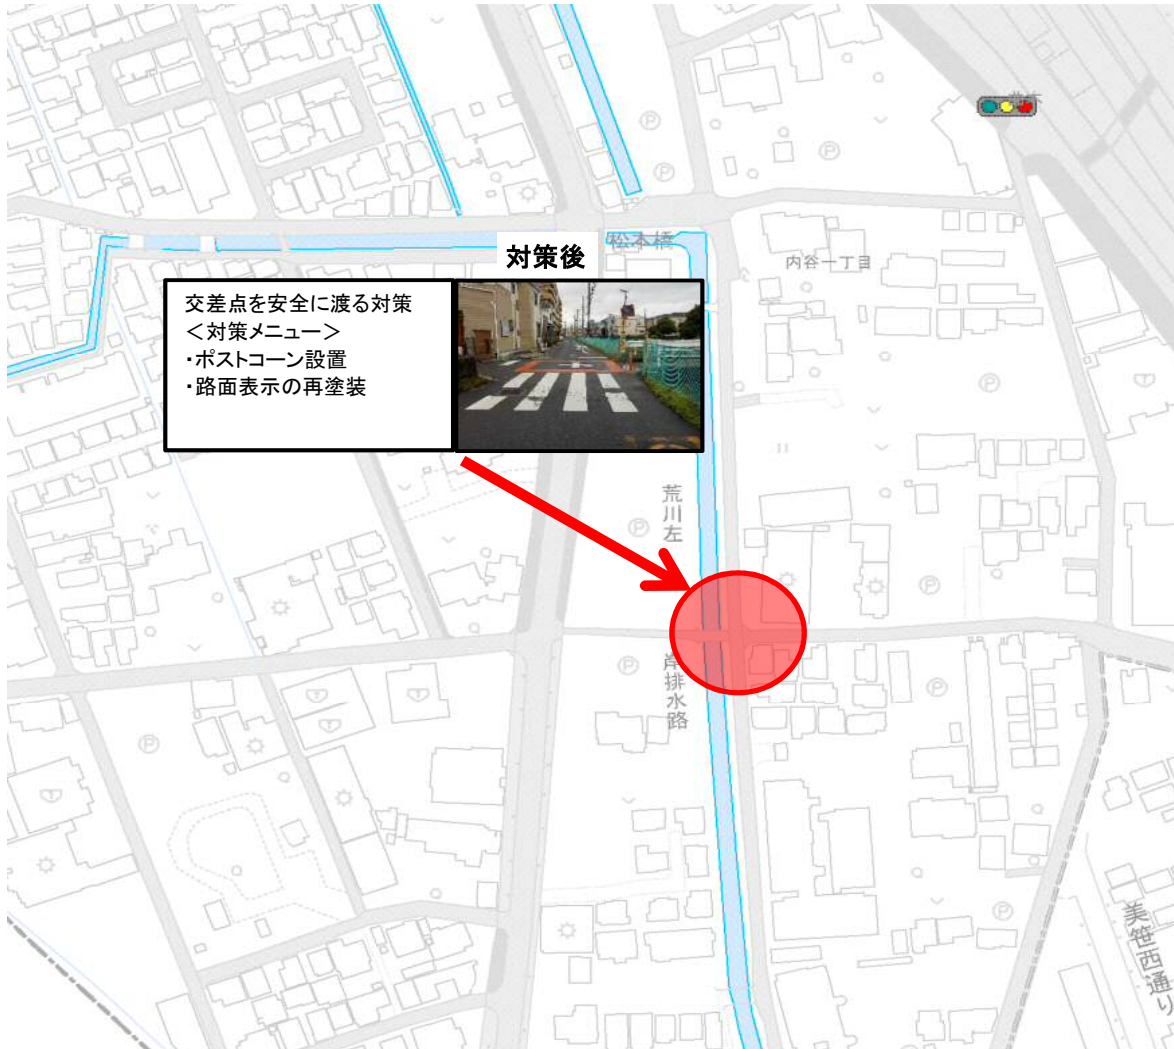 対策後
松本橋
内谷一丁目
交差点を安全に渡る対策
<対策メニュー>
・ポストコーン設置
・路面表示の再塗装
荒川左
岸排水路
美笹西通り